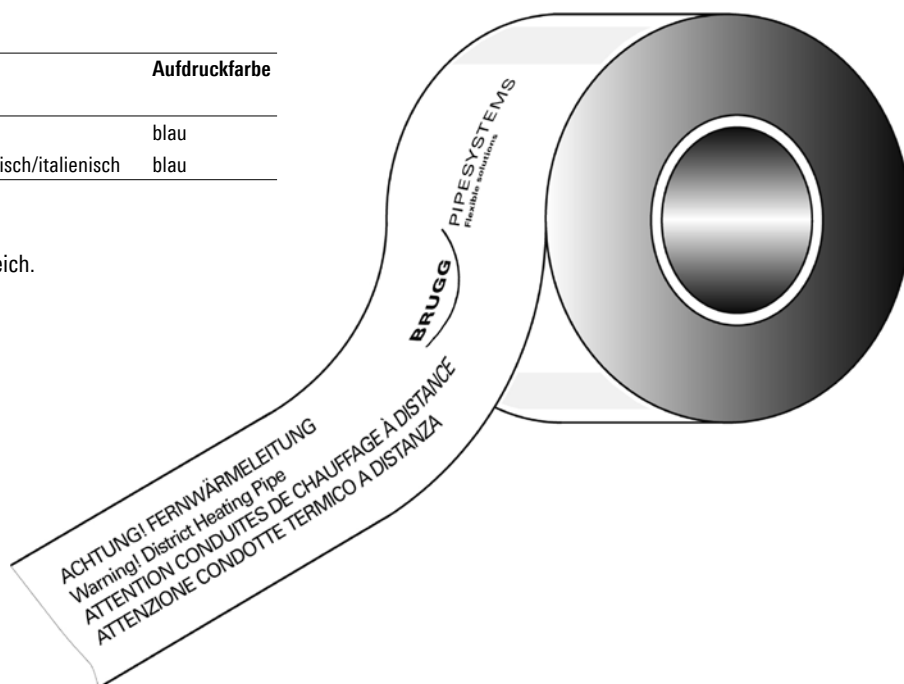 Aufdruckfarbe
blau
isch/italienisch blau
eich.
PIPESYSTEMS
Flexible solutions
BRUGG
ACHTUNG! FERNWÄRMELEITUNG
Warning! District Heating Pipe
ATTENTION CONDUITES DE CHAUFFAGE À DISTANCE
ATTENZIONE CONDOTTE TERMICO A DISTANZA